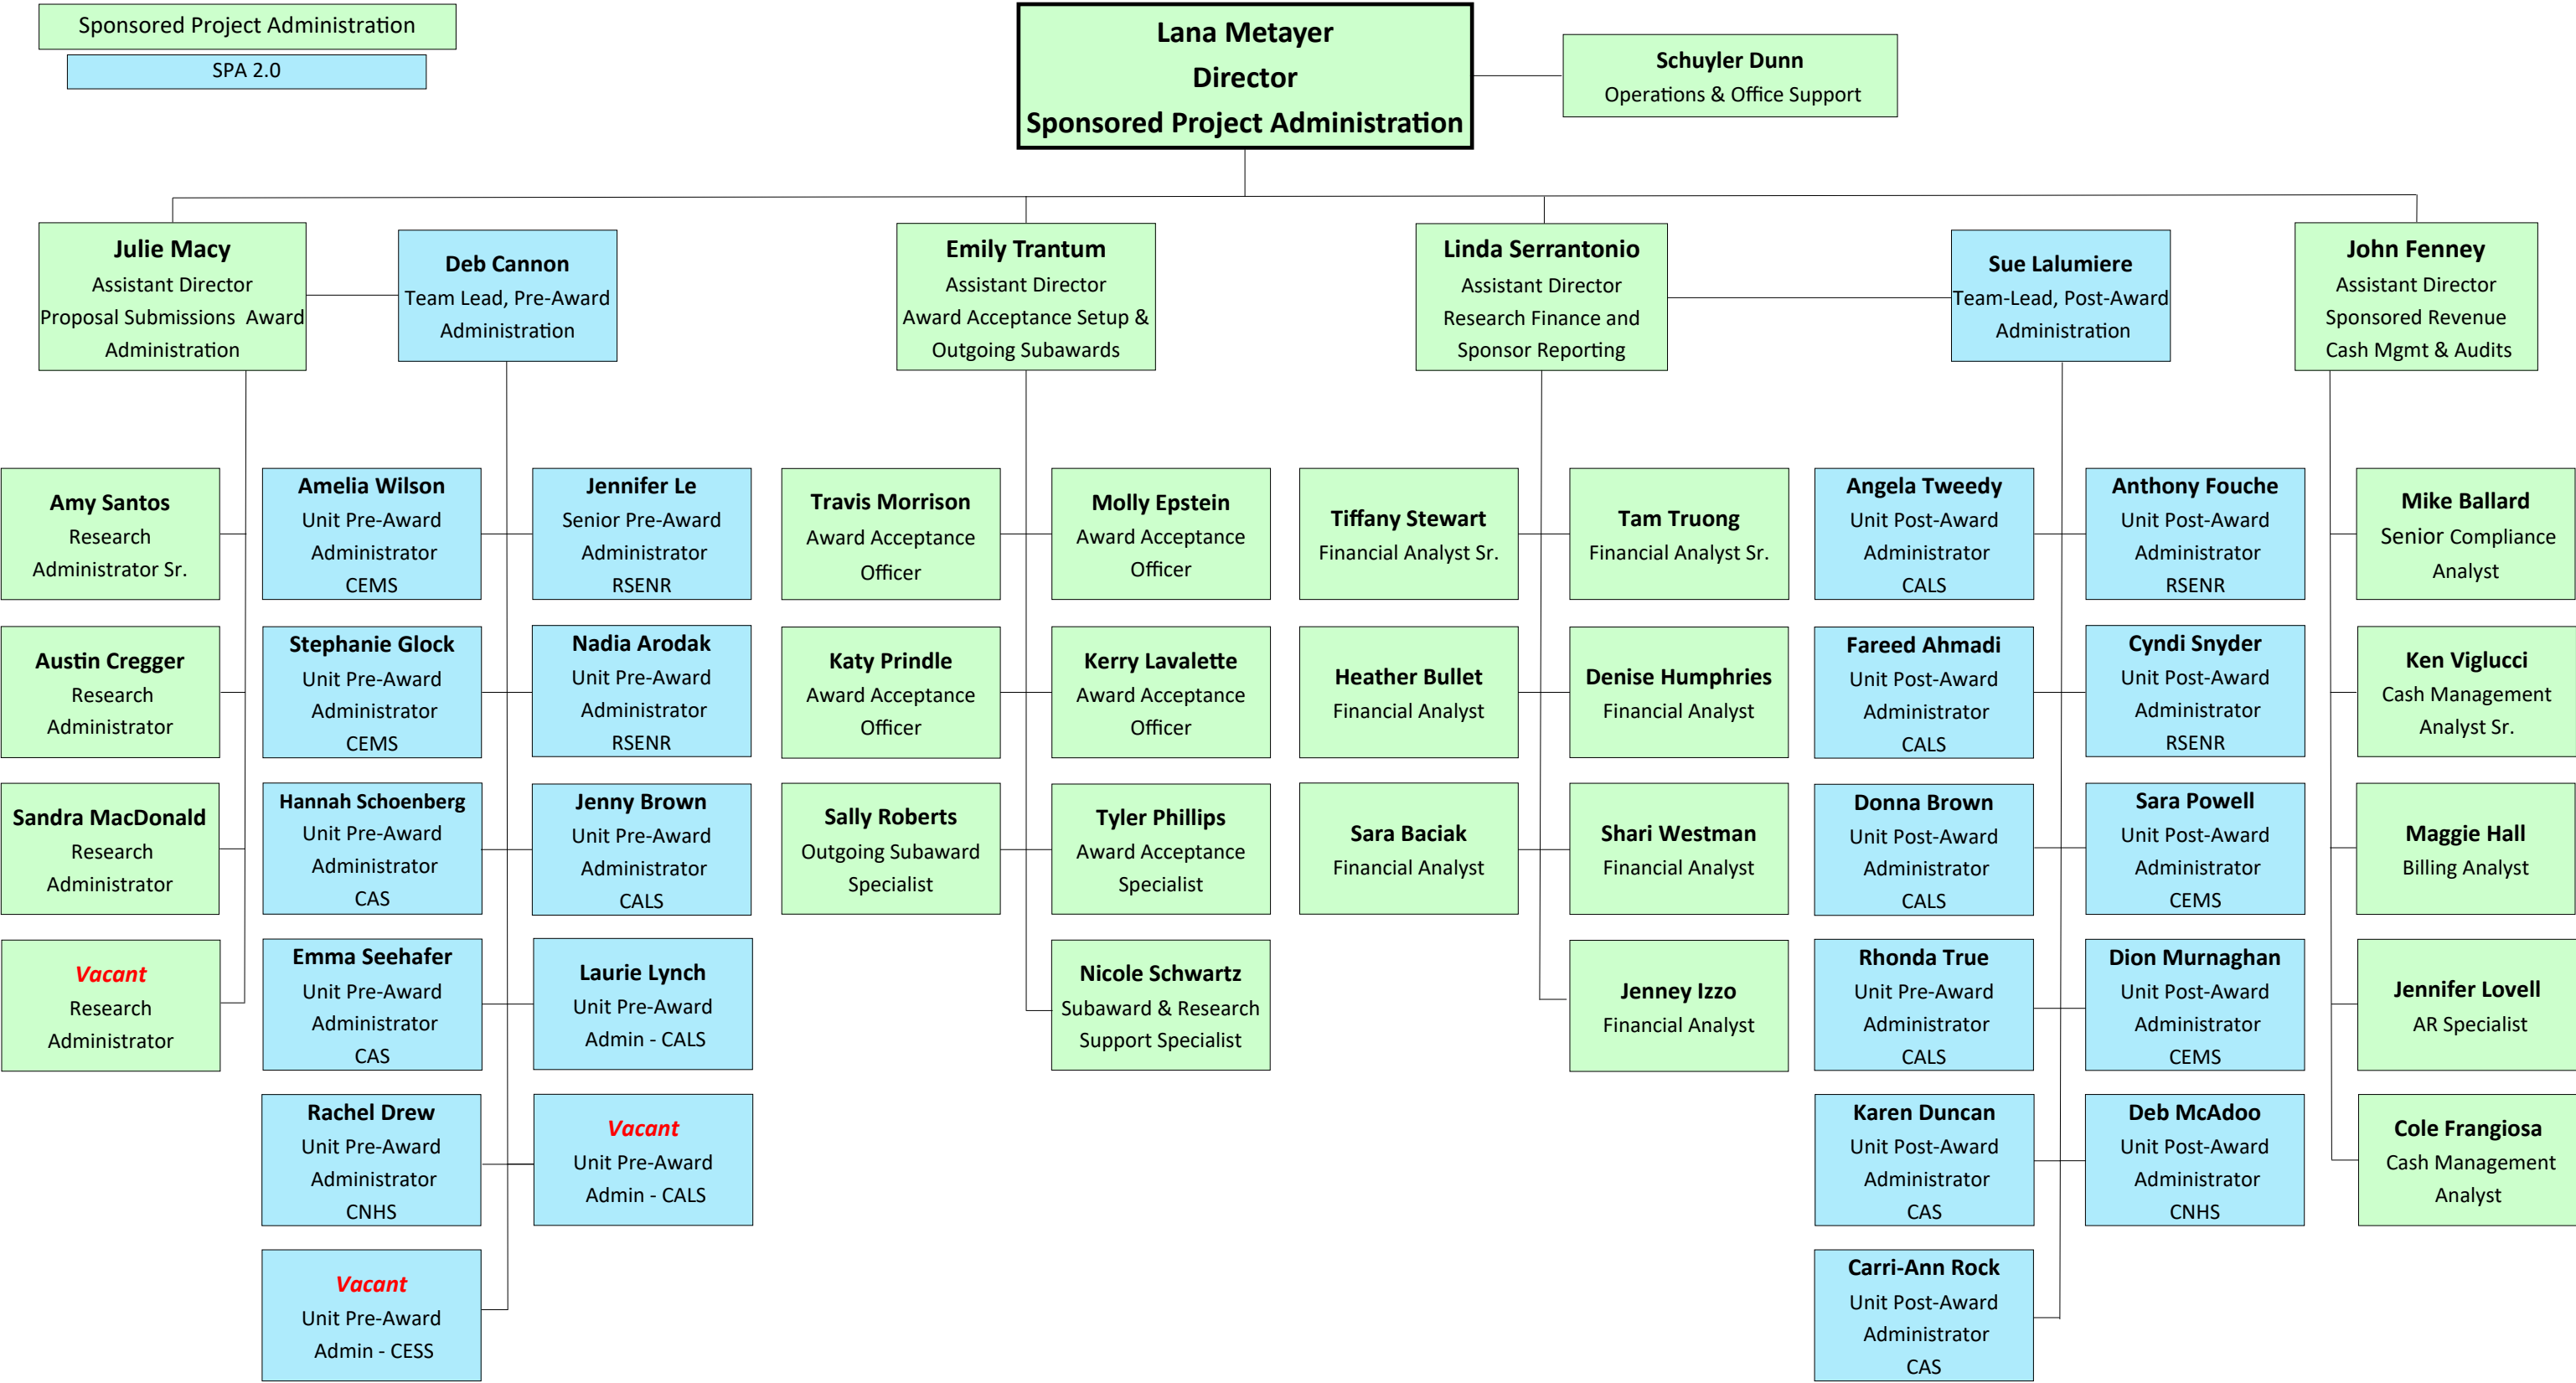 Sponsored Project Administration
SPA 2.0
Lana Metayer
Director
Sponsored Project Administration
Schuyler Dunn
Operations & Office Support
Julie Macy
Assistant Director
Proposal Submissions Award
Administration
Deb Cannon
Team Lead, Pre-Award
Administration
Emily Trantum
Assistant Director
Award Acceptance Setup &
Outgoing Subawards
Linda Serrantonio
Assistant Director
Research Finance and
Sponsor Reporting
Sue Lalumiere
Team-Lead, Post-Award
Administration
John Fenney
Assistant Director
Sponsored Revenue
Cash Mgmt & Audits
Amy Santos
Research
Administrator Sr.
Amelia Wilson
Unit Pre-Award
Administrator
CEMS
Jennifer Le
Senior Pre-Award
Administrator
RSENR
Travis Morrison
Award Acceptance
Officer
Molly Epstein
Award Acceptance
Officer
Tiffany Stewart
Financial Analyst Sr.
Tam Truong
Financial Analyst Sr.
Angela Tweedy
Unit Post-Award
Administrator
CALS
Anthony Fouche
Unit Post-Award
Administrator
RSENR
Mike Ballard
Senior Compliance
Analyst
Austin Cregger
Research
Administrator
Stephanie Glock
Unit Pre-Award
Administrator
CEMS
Nadia Arodak
Unit Pre-Award
Administrator
RSENR
Katy Prindle
Award Acceptance
Officer
Kerry Lavalette
Award Acceptance
Officer
Heather Bullet
Financial Analyst
Denise Humphries
Financial Analyst
Fareed Ahmadi
Unit Post-Award
Administrator
CALS
Cyndi Snyder
Unit Post-Award
Administrator
RSENR
Ken Viglucci
Cash Management
Analyst Sr.
Sandra MacDonald
Research
Administrator
Hannah Schoenberg
Unit Pre-Award
Administrator
CAS
Jenny Brown
Unit Pre-Award
Administrator
CALS
Sally Roberts
Outgoing Subaward
Specialist
Tyler Phillips
Award Acceptance
Specialist
Sara Baciak
Financial Analyst
Shari Westman
Financial Analyst
Donna Brown
Unit Post-Award
Administrator
CALS
Sara Powell
Unit Post-Award
Administrator
CEMS
Maggie Hall
Billing Analyst
Vacant
Research
Administrator
Emma Seehafer
Unit Pre-Award
Administrator
CAS
Laurie Lynch
Unit Pre-Award
Admin - CALS
Nicole Schwartz
Subaward & Research
Support Specialist
Jenney Izzo
Financial Analyst
Rhonda True
Unit Pre-Award
Administrator
CALS
Dion Murnaghan
Unit Post-Award
Administrator
CEMS
Jennifer Lovell
AR Specialist
Rachel Drew
Unit Pre-Award
Administrator
CNHS
Vacant
Unit Pre-Award
Admin - CALS
Karen Duncan
Unit Post-Award
Administrator
CAS
Deb McAdoo
Unit Post-Award
Administrator
CNHS
Cole Frangiosa
Cash Management
Analyst
Vacant
Unit Pre-Award
Admin - CESS
Carri-Ann Rock
Unit Post-Award
Administrator
CAS